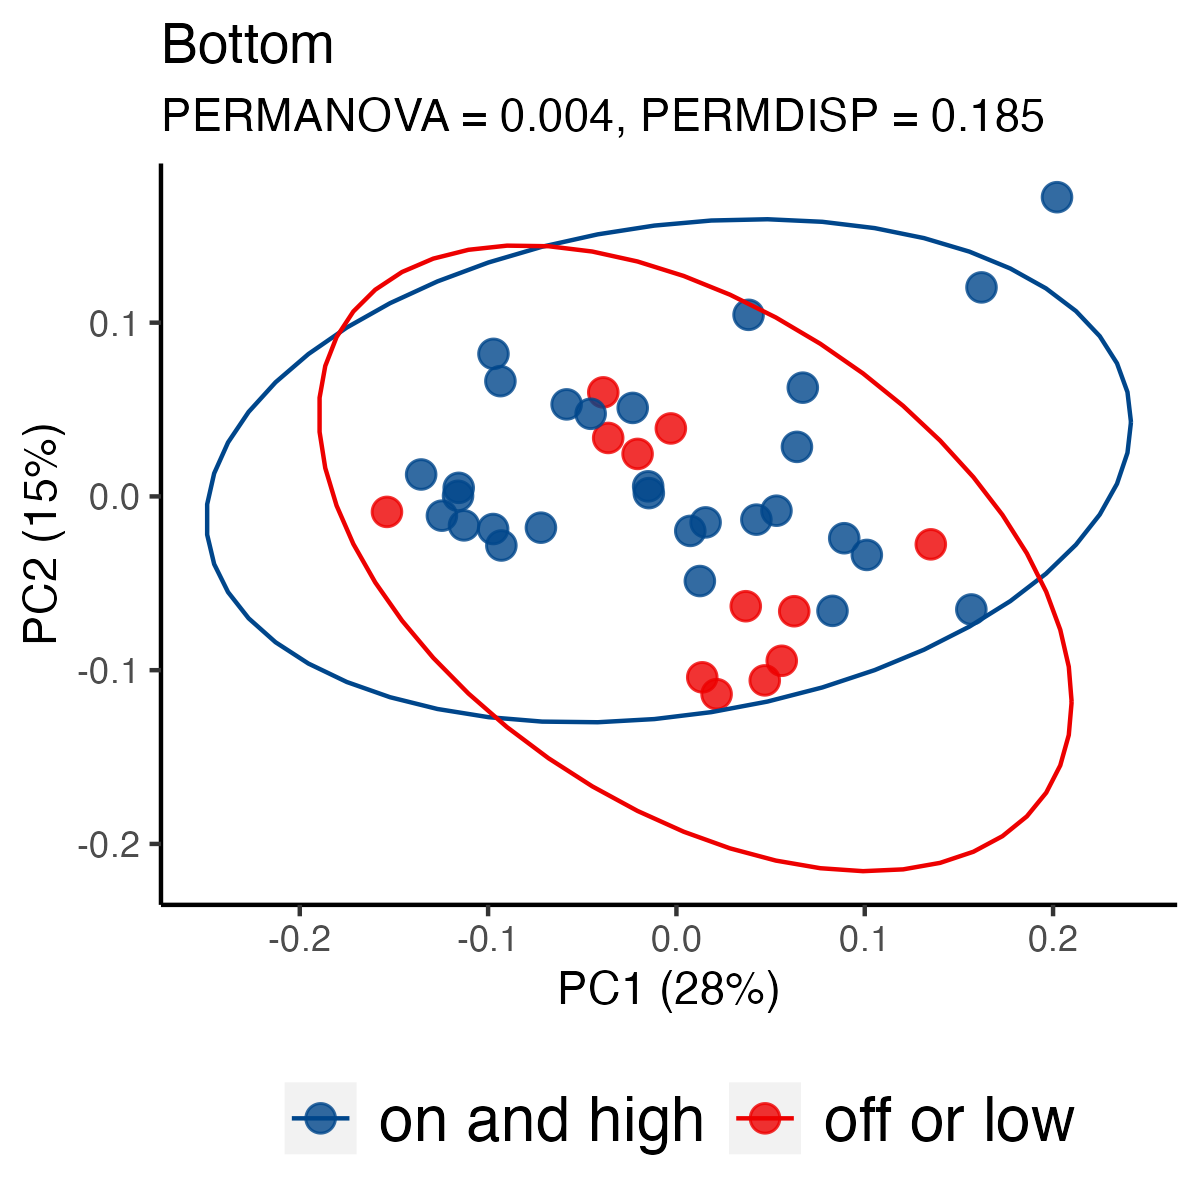 Bottom
PERMANOVA = 0.004, PERMDISP = 0.185
PC2 (15%)
0.1
0.0
-0.1
-0.2
-0.2 -0.1 0.0 0.1 0.2
PC1 (28%)
on and high off or low